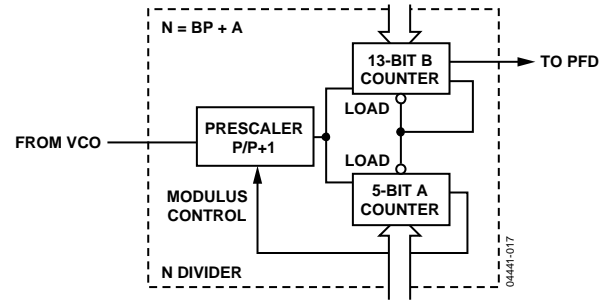 N = BP + A
13-BIT B
COUNTER
TO PFD
LOAD
PRESCALER
P/P+1
FROM VCO
LOAD
MODULUS
CONTROL
5-BIT A
COUNTER
N DIVIDER
04441-017